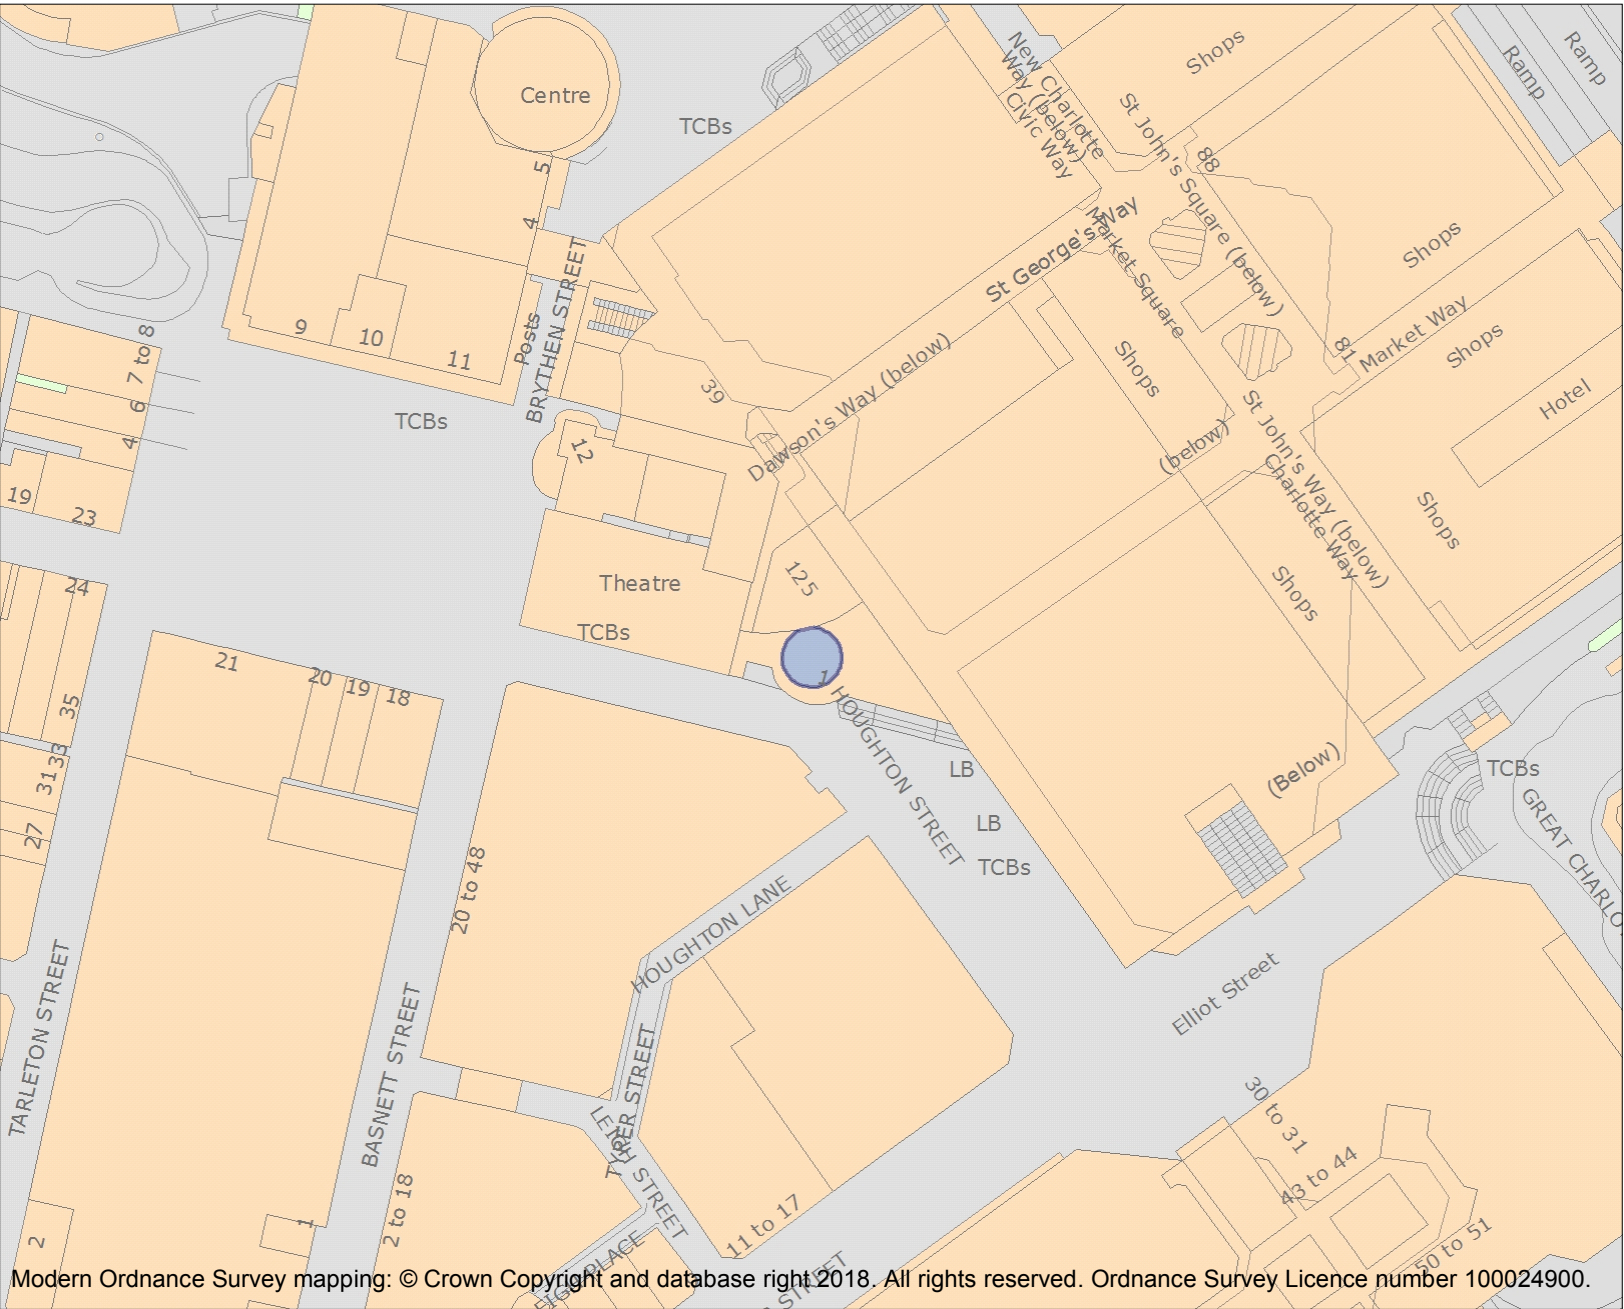 Centre
TCBs
New Charlotte
Way (below)
Civic Way
Shops
Ramp
Ramp
St John's Square (below)
88
5
4
Shops
St George's Way
Market Square
BRYTHEN STREET
Posts
9
10
11
7 to 8
6
4
TCBs
39
Dawson's Way (below)
Shops
81
Market Way
Shops
Hotel
12
(below)
St John's Way (below)
Charlotte Way
Shops
19
23
24
Theatre
125
TCBs
Shops
21
20
19
18
35
33
31
27
1
HOUGHTON STREET
LB
LB
TCBs
(Below)
TCBs
20 to 48
HOUGHTON LANE
Elliot Street
TARLETON STREET
BASNETT STREET
TYRER STREET
LEIGH STREET
30 to 31
43 to 44
50 to 51
2
1
2 to 18
11 to 17
STREET
Modern Ordnance Survey mapping: © Crown Copyright and database right 2018. All rights reserved. Ordnance Survey Licence number 100024900.